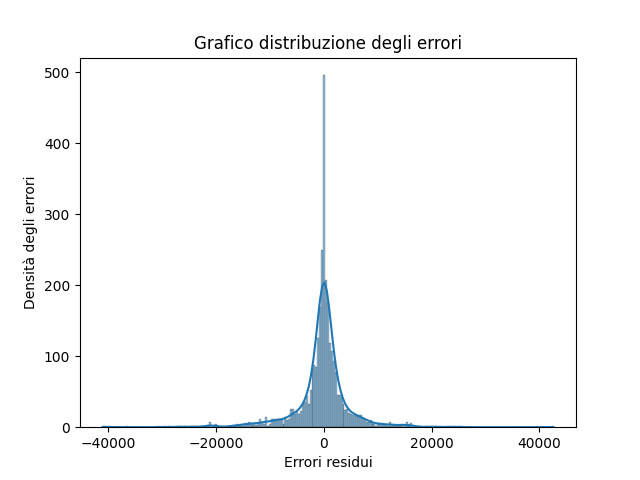 Grafico distribuzione degli errori
Densità degli errori
500
400
300
200
100
0
−40000 −20000 0 20000 40000
Errori residui